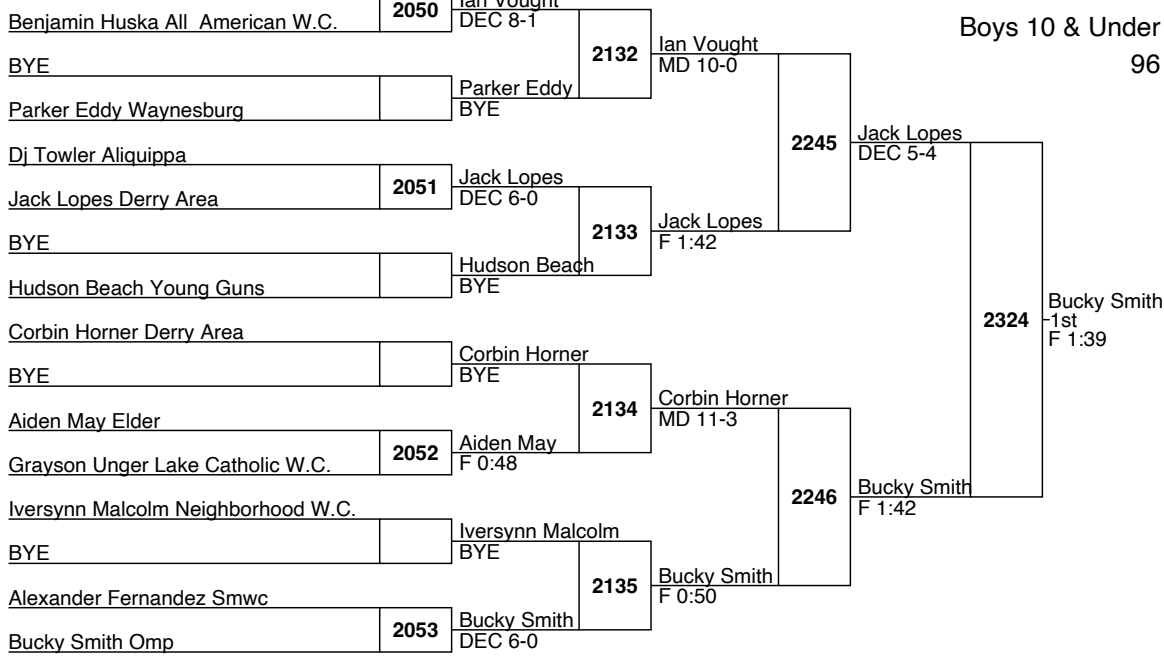 Ian Vought
Benjamin Huska All American W.C.
2050
DEC 8-1
Boys 10 & Under
96
BYE
2132
Ian Vought
MD 10-0
Parker Eddy Waynesburg
Parker Eddy
BYE
Dj Towler Aliquippa
2245
Jack Lopes
DEC 5-4
Jack Lopes Derry Area
2051
Jack Lopes
DEC 6-0
BYE
2133
Jack Lopes
F 1:42
Hudson Beach Young Guns
Hudson Beach
BYE
Corbin Horner Derry Area
2324
Bucky Smith
1st
F 1:39
BYE
Corbin Horner
BYE
Aiden May Elder
2134
Corbin Horner
MD 11-3
Grayson Unger Lake Catholic W.C.
2052
Aiden May
F 0:48
Iversynn Malcolm Neighborhood W.C.
2246
Bucky Smith
F 1:42
BYE
Iversynn Malcolm
BYE
Alexander Fernandez Smwc
2135
Bucky Smith
F 0:50
Bucky Smith Omp
2053
Bucky Smith
DEC 6-0